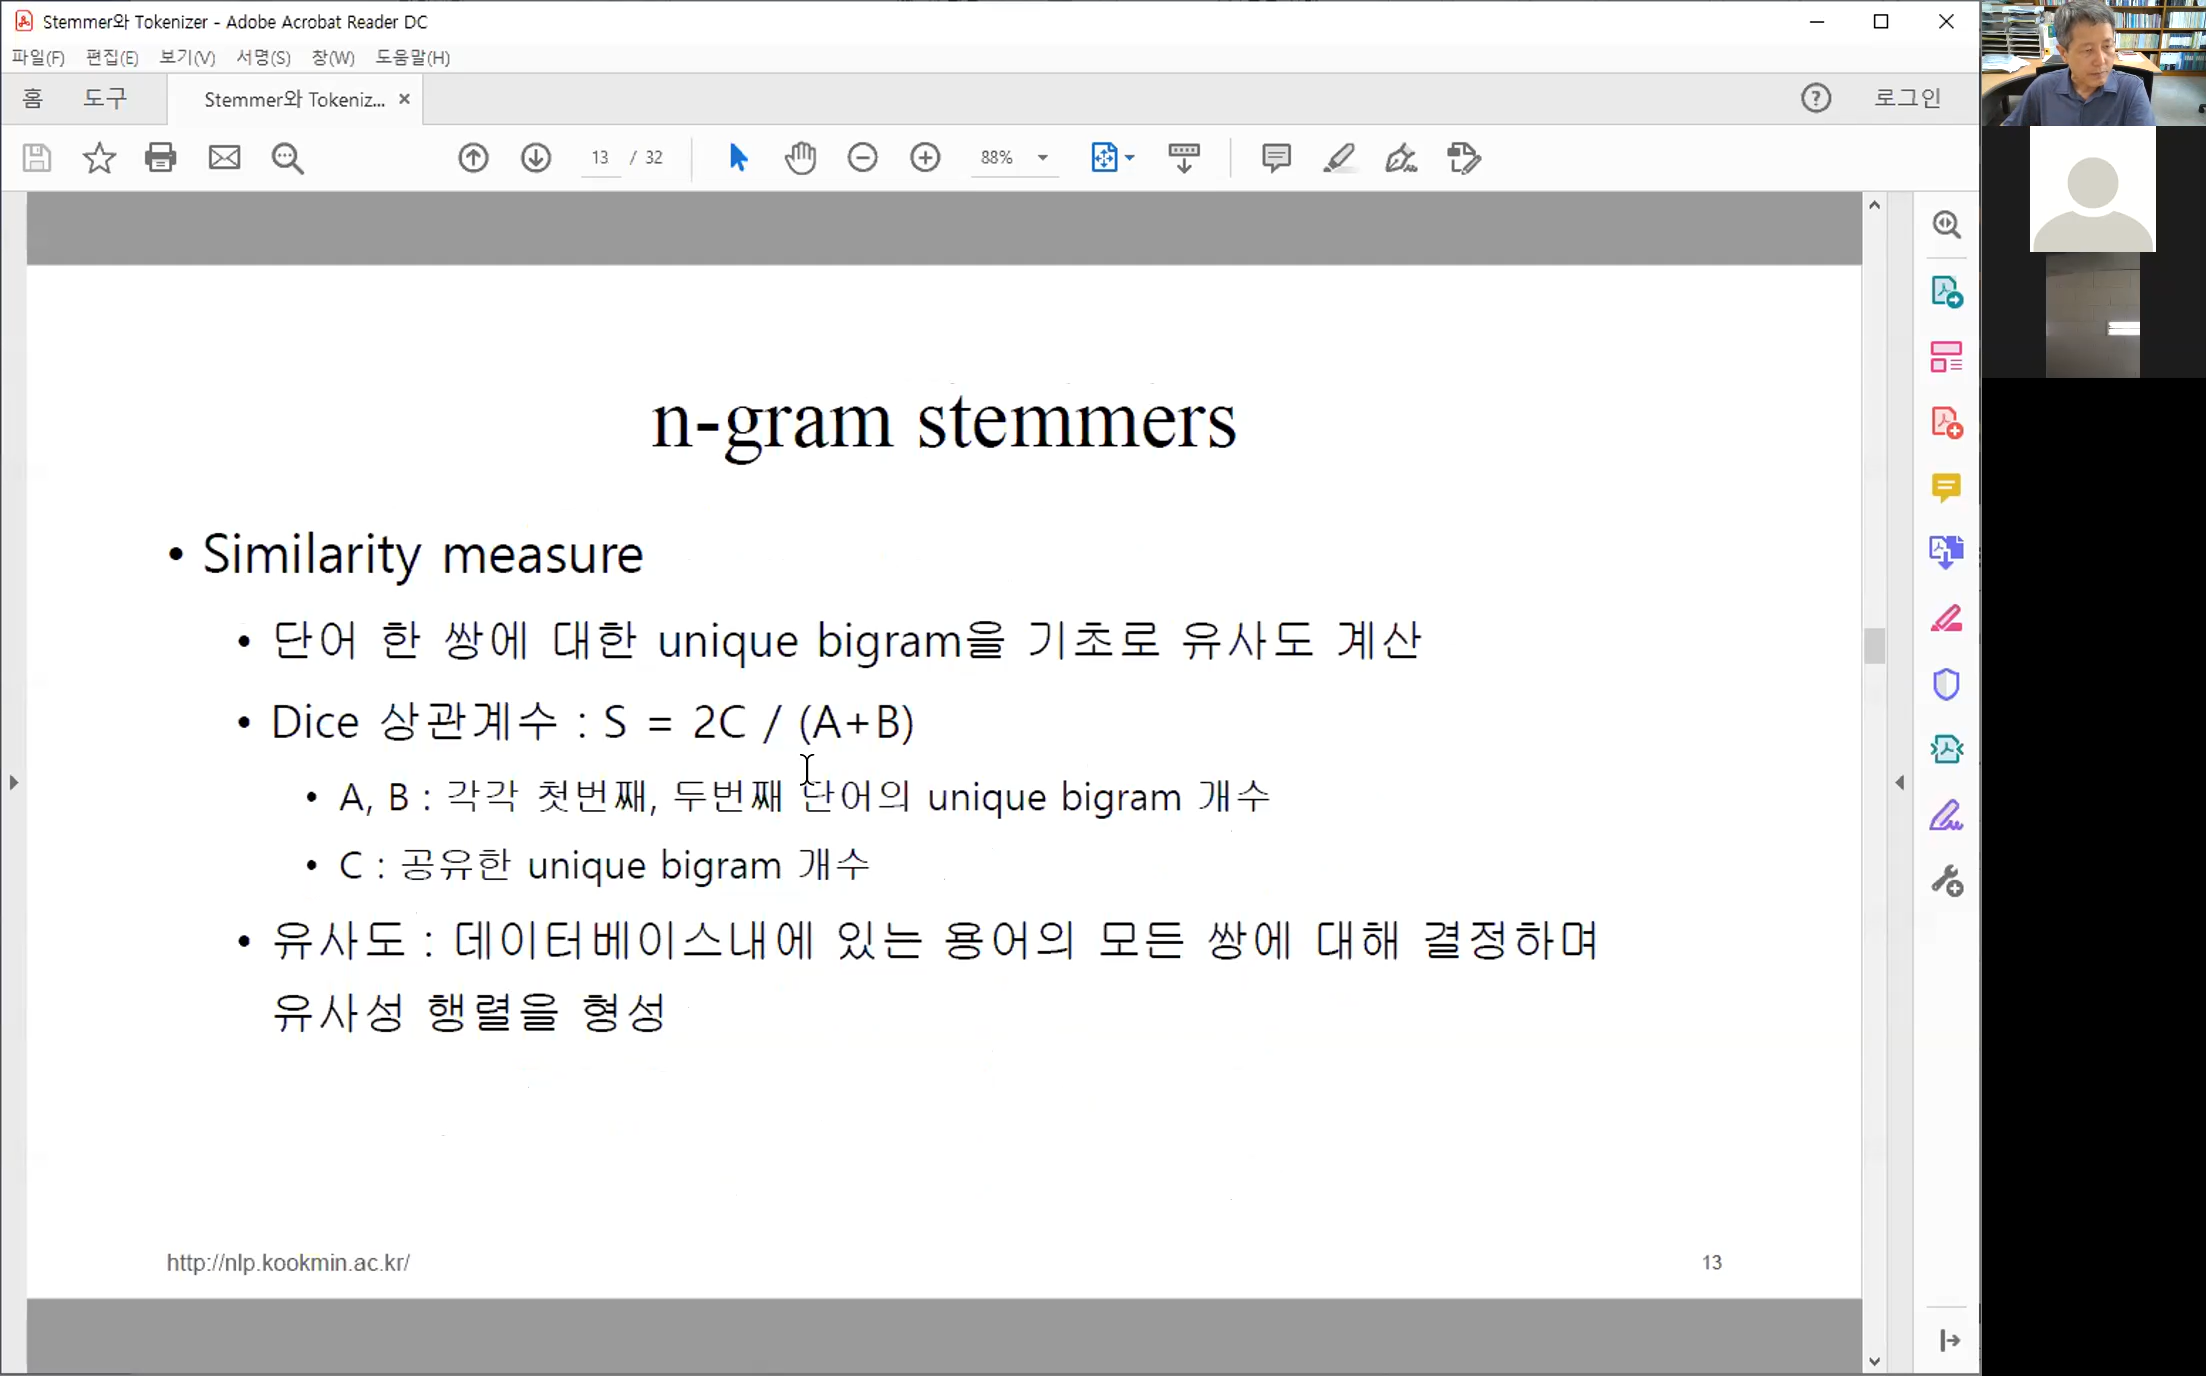 Stemmer와 Tokenizer - Adobe Acrobat Reader DC
파일(F) 편집(E) 보기(V) 서명(S) 창(W) 도움말(H)
홈 도구 Stemmer와 Tokeniz... 로그인
13 / 32 88%
n-gram stemmers
• Similarity measure
• 단어 한 쌍에 대한 unique bigram을 기초로 유사도 계산
• Dice 상관계수 : S = 2C / (A+B)
• A, B : 각각 첫번째, 두번째 단어의 unique bigram 개수
• C : 공유한 unique bigram 개수
• 유사도 : 데이터베이스내에 있는 용어의 모든 쌍에 대해 결정하며
유사성 행렬을 형성
http://nlp.kookmin.ac.kr/ 13